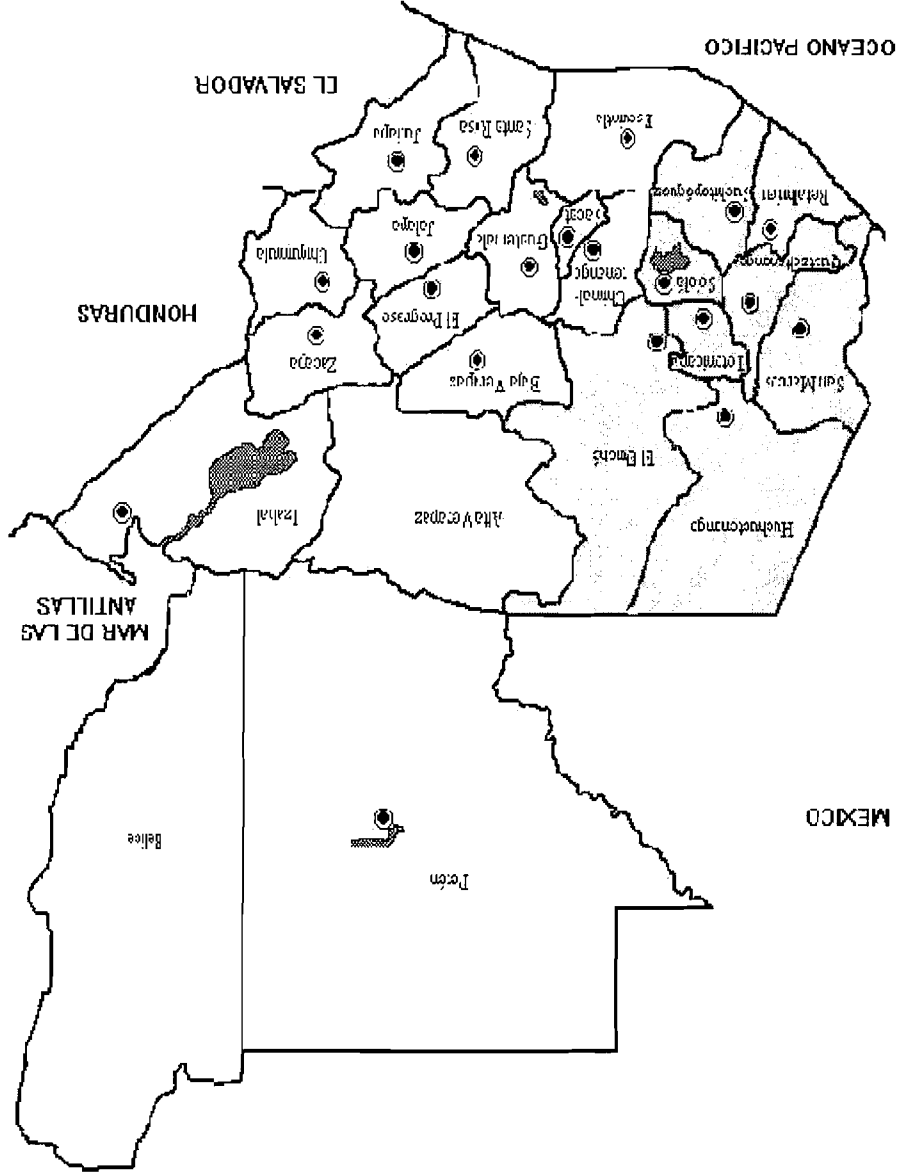 Petén
Belice
MEXICO
MAR DE LAS
ANTILLAS
Huehuetenango
El Quiché
Alta Verapaz
Izabal
San Marcos
Totonicapá
Baja Verapaz
Zacapa
El Progreso
HONDURAS
Quetzaltenango
Sololá
Chimal-
tenango
Guatemala
Jalapa
Chiquimula
Retalhuleu
Suchitepéquez
Sacat
Escuintla
Santa Rosa
Jutiapa
EL SALVADOR
OCEANO PACIFICO